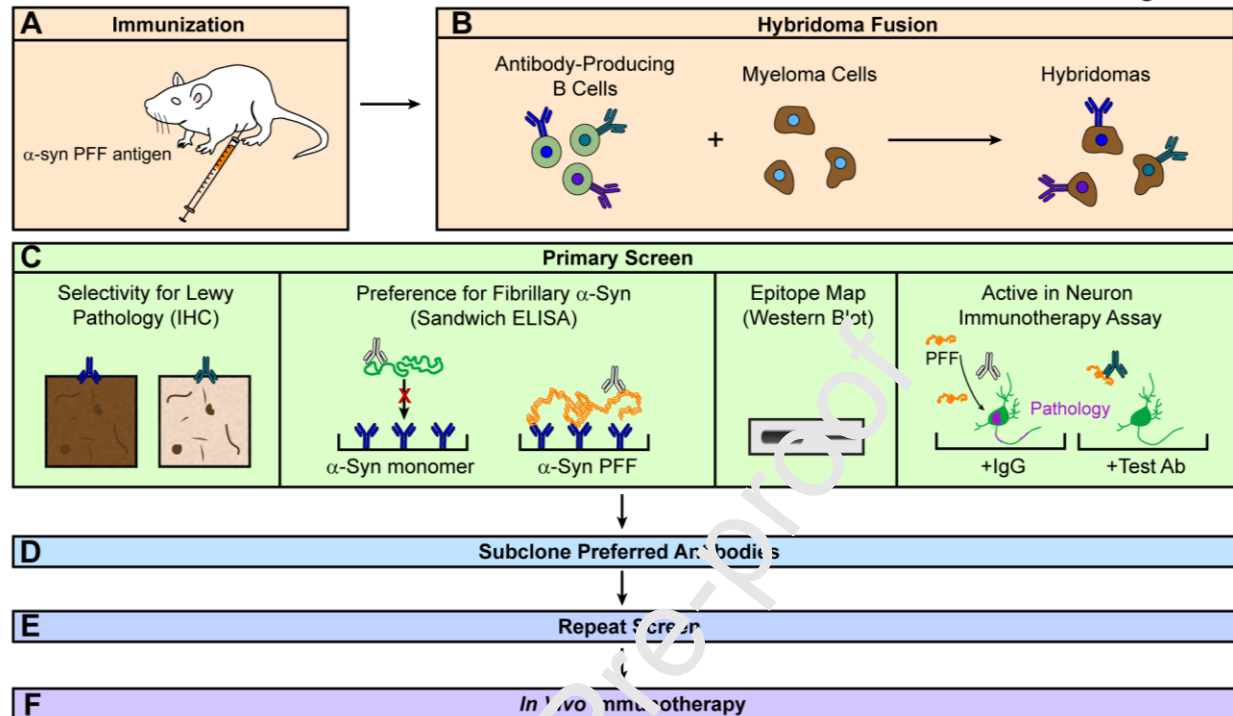 A
Immunization
α-syn PFF antigen
B
Hybridoma Fusion
Antibody-Producing
B Cells
+
Myeloma Cells
Hybridomas
C
Primary Screen
Selectivity for Lewy
Pathology (IHC)
Preference for Fibrillary α-Syn
(Sandwich ELISA)
α-Syn monomer
α-Syn PFF
Epitope Map
(Western Blot)
Active in Neuron
Immunotherapy Assay
PFF
Pathology
+IgG
+Test Ab
D
Subclone Preferred Antibodies
E
Repeat Screen
F
In Vivo Immunotherapy
Pre-proof